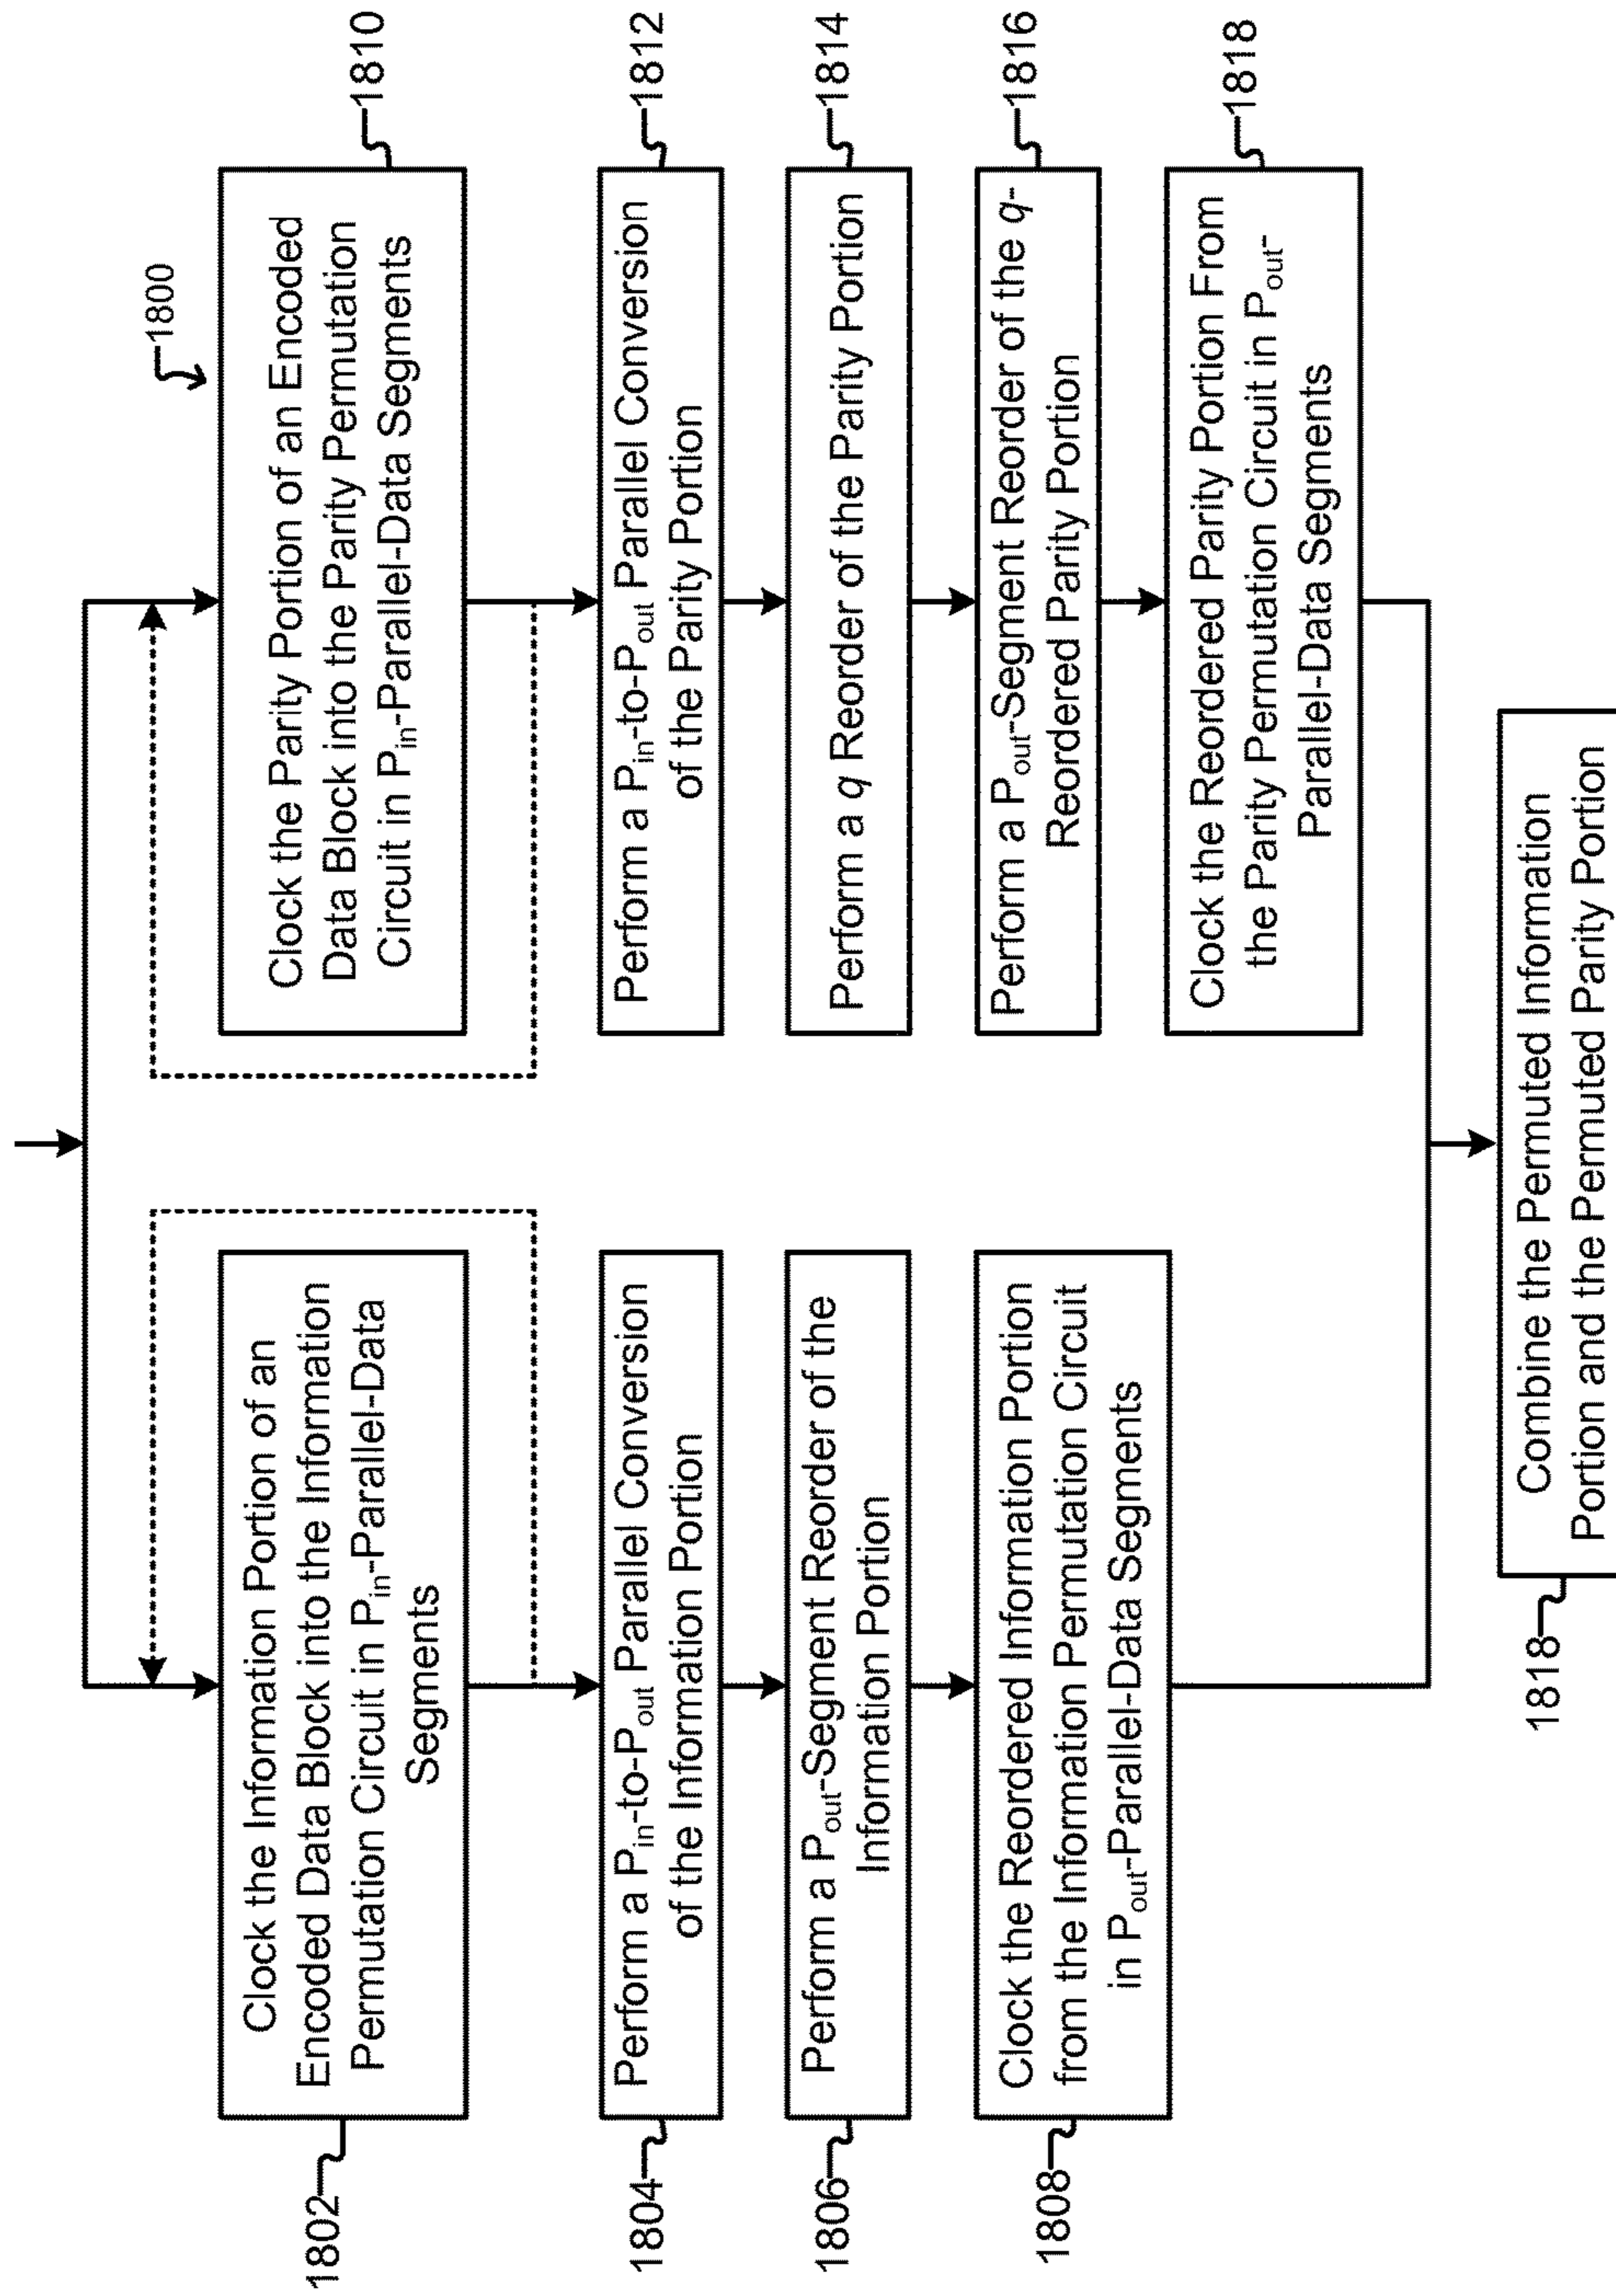 1800
1802
Clock the Information Portion of an
Encoded Data Block into the Information
Permutation Circuit in Pin-Parallel-Data
Segments
1804
Perform a Pin-to-Pout Parallel Conversion
of the Information Portion
1806
Perform a Pout-Segment Reorder of the
Information Portion
1808
Clock the Reordered Information Portion
from the Information Permutation Circuit
in Pout-Parallel-Data Segments
Clock the Parity Portion of an Encoded
Data Block into the Parity Permutation
Circuit in Pin-Parallel-Data Segments
1810
Perform a Pin-to-Pout Parallel Conversion
of the Parity Portion
1812
Perform a q Reorder of the Parity Portion
1814
Perform a Pout-Segment Reorder of the q-
Reordered Parity Portion
1816
Clock the Reordered Parity Portion From
the Parity Permutation Circuit in Pout-
Parallel-Data Segments
1818
1818
Combine the Permuted Information
Portion and the Permuted Parity Portion